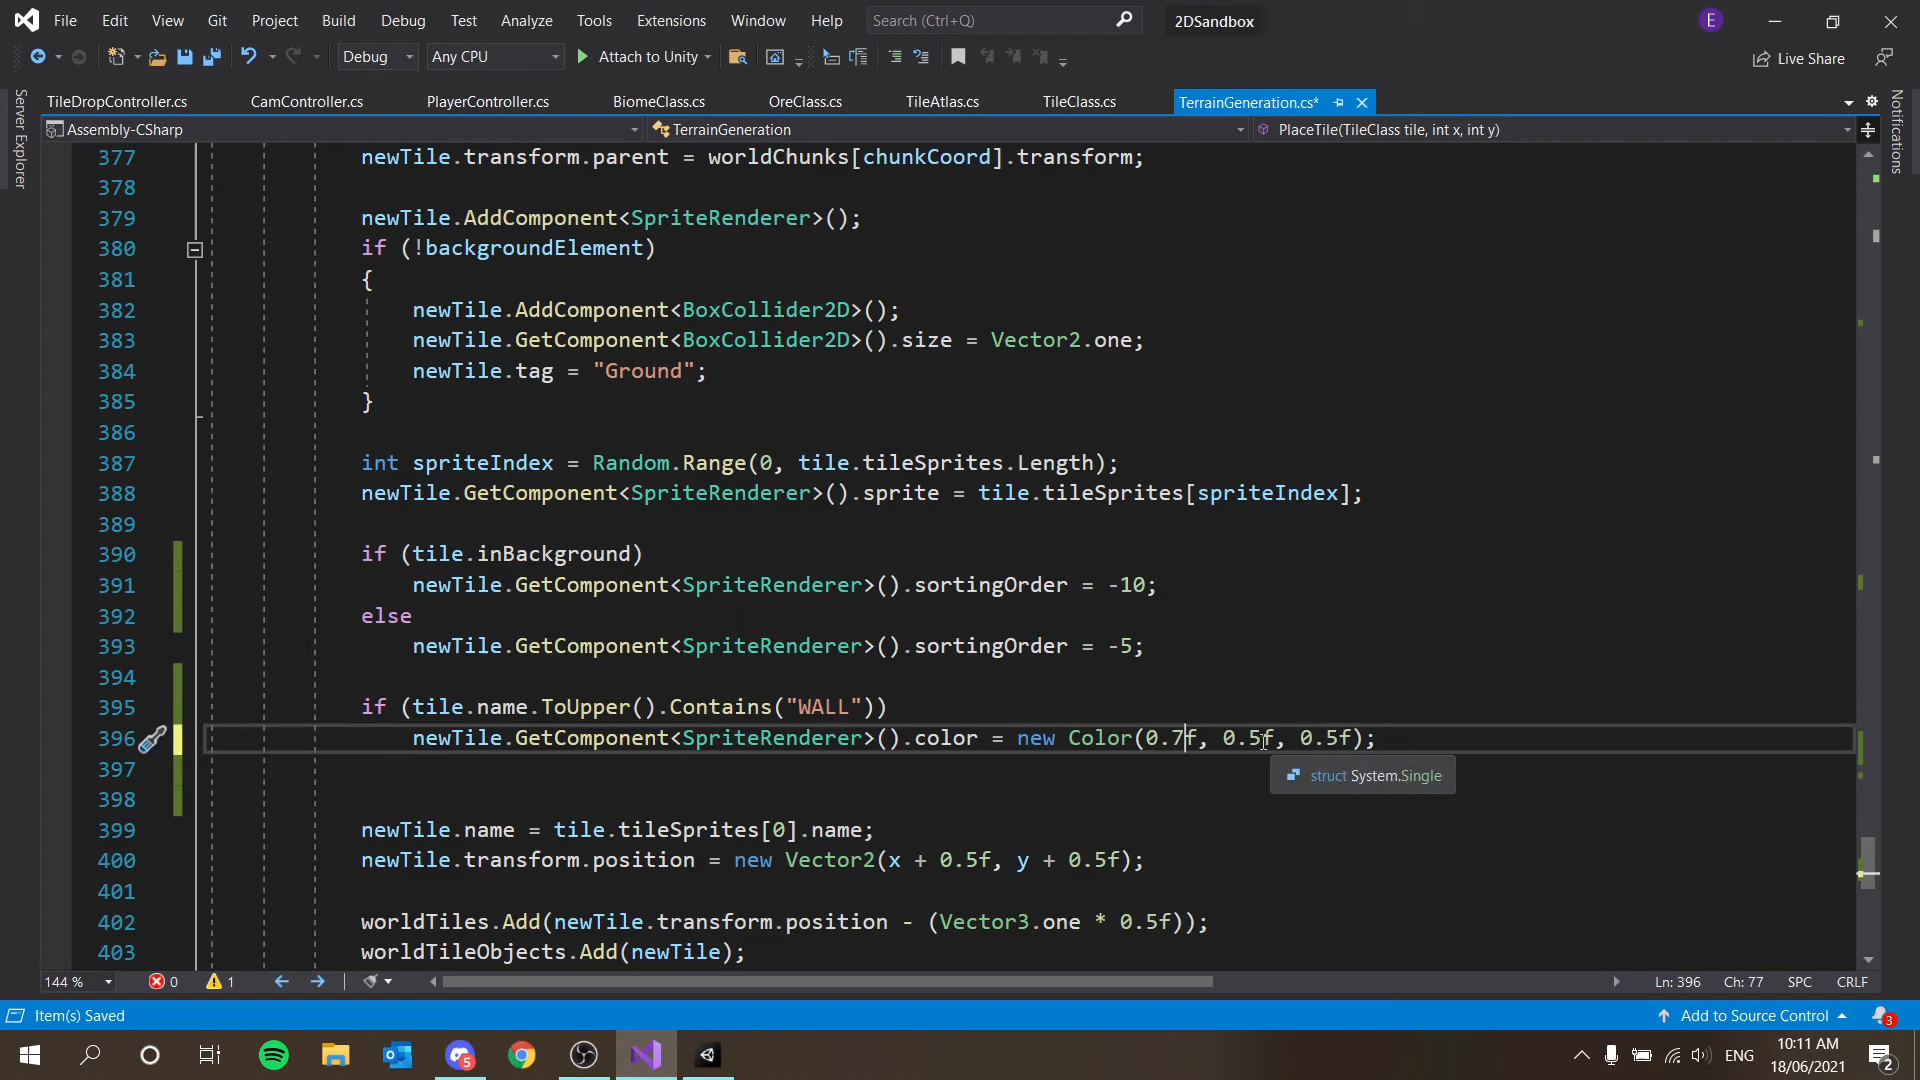 File Edit View Git Project Build Debug Test Analyze Tools Extensions Window Help Search (Ctrl+Q) 2DSandbox E
Debug Any CPU Attach to Unity Live Share
TileDropController.cs CamController.cs PlayerController.cs BiomeClass.cs OreClass.cs TileAtlas.cs TileClass.cs TerrainGeneration.cs*
Assembly-CSharp TerrainGeneration PlaceTile(TileClass tile, int x, int y)
Server Explorer
Notifications
377 newTile.transform.parent = worldChunks[chunkCoord].transform;
378
379 newTile.AddComponent<SpriteRenderer>();
380 if (!backgroundElement)
381 {
382 newTile.AddComponent<BoxCollider2D>();
383 newTile.GetComponent<BoxCollider2D>().size = Vector2.one;
384 newTile.tag = "Ground";
385 }
386
387 int spriteIndex = Random.Range(0, tile.tileSprites.Length);
388 newTile.GetComponent<SpriteRenderer>().sprite = tile.tileSprites[spriteIndex];
389
390 if (tile.inBackground)
391 newTile.GetComponent<SpriteRenderer>().sortingOrder = -10;
392 else
393 newTile.GetComponent<SpriteRenderer>().sortingOrder = -5;
394
395 if (tile.name.ToUpper().Contains("WALL"))
396 newTile.GetComponent<SpriteRenderer>().color = new Color(0.7f, 0.5f, 0.5f);
397 struct System.Single
398
399 newTile.name = tile.tileSprites[0].name;
400 newTile.transform.position = new Vector2(x + 0.5f, y + 0.5f);
401
402 worldTiles.Add(newTile.transform.position - (Vector3.one * 0.5f));
403 worldTileObjects.Add(newTile);
144 % 0 1 Ln: 396 Ch: 77 SPC CRLF
Item(s) Saved Add to Source Control 3
5 ENG 10:11 AM 2
18/06/2021